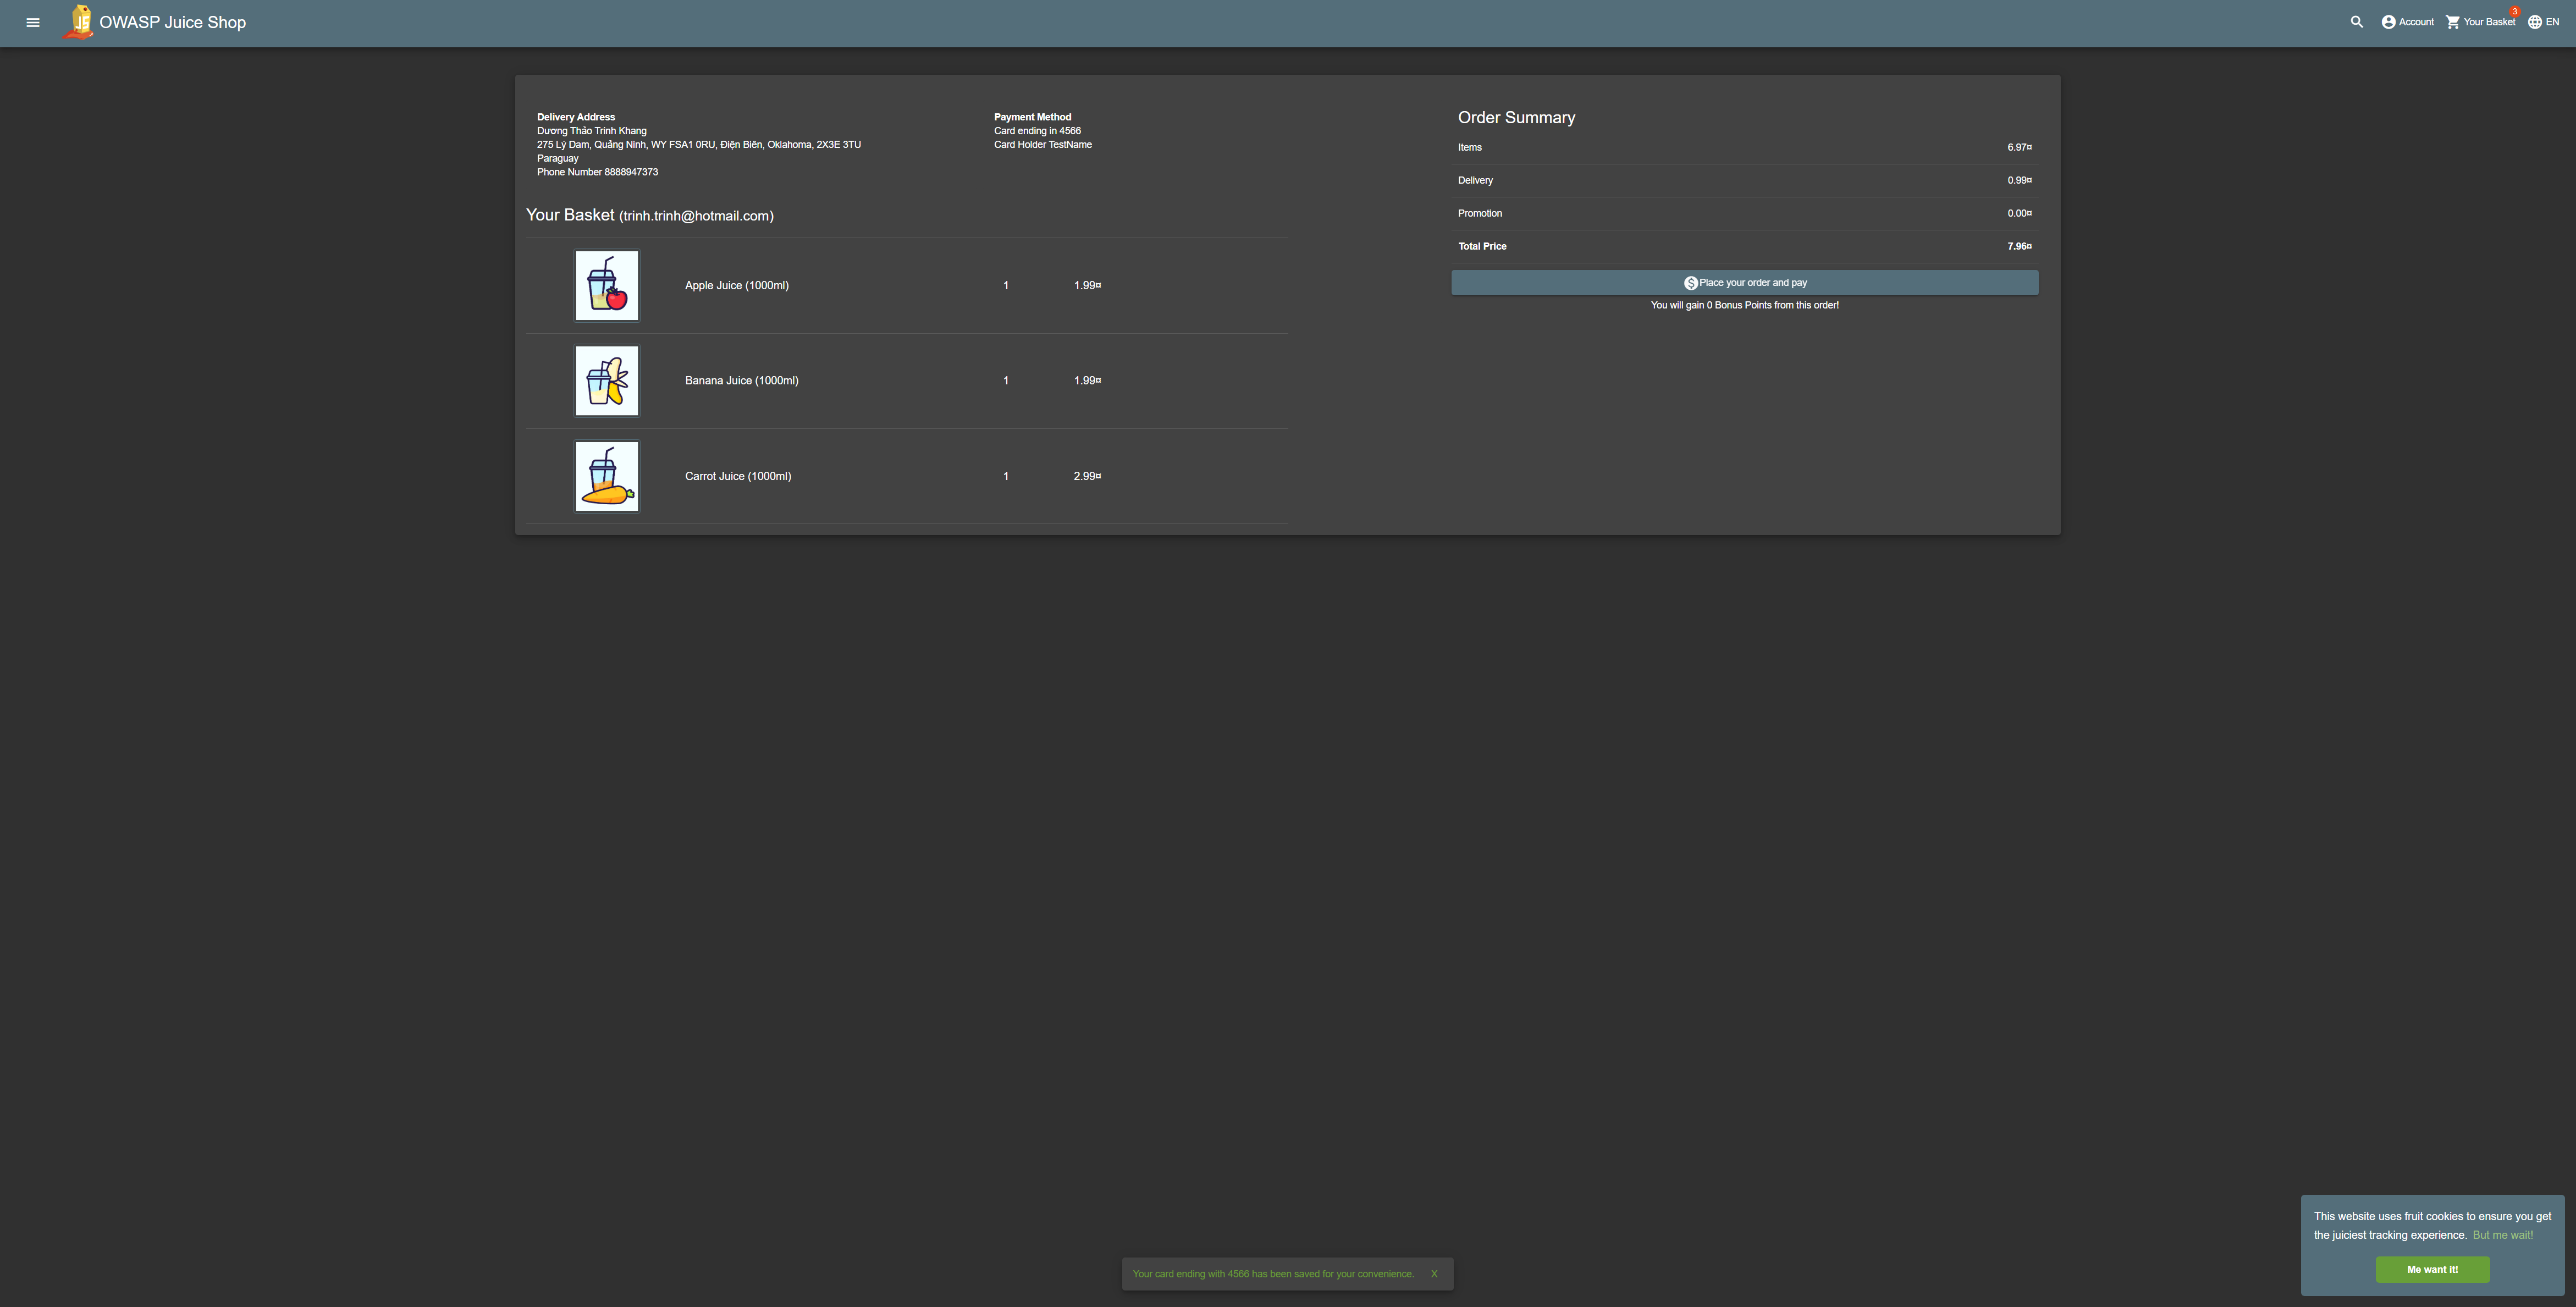 OWASP Juice Shop
Account
Your Basket
3
EN
Delivery Address
Dương Thảo Trinh Khang
275 Lý Dam, Quảng Ninh, WY FSA1 0RU, Điện Biên, Oklahoma, 2X3E 3TU
Paraguay
Phone Number 8888947373
Payment Method
Card ending in 4566
Card Holder TestName
Your Basket (trinh.trinh@hotmail.com)
Apple Juice (1000ml) 1 1.99¤
Banana Juice (1000ml) 1 1.99¤
Carrot Juice (1000ml) 1 2.99¤
Order Summary
Items 6.97¤
Delivery 0.99¤
Promotion 0.00¤
Total Price 7.96¤
Place your order and pay
You will gain 0 Bonus Points from this order!
Your card ending with 4566 has been saved for your convenience. X
This website uses fruit cookies to ensure you get
the juiciest tracking experience. But me wait!
Me want it!